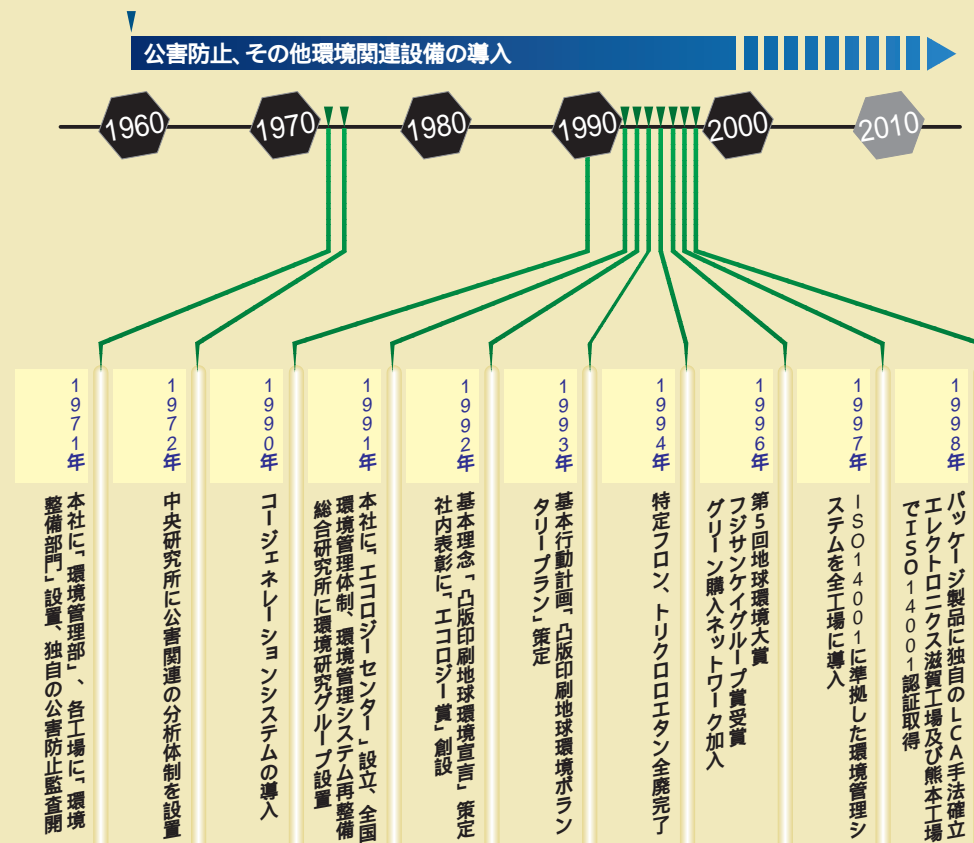 公害防止、その他環境関連設備の導入
1960
1970
1980
1990
2000
2010
1971年
本社に「環境管理部」、各工場に「環境
整備部門」設置、独自の公害防止監査開
1972年
中央研究所に公害関連の分析体制を設置
1990年
コージェネレーションシステムの導入
1991年
本社に「エコロジーセンター」設立、全国
環境管理体制、環境管理システム再整備
総合研究所に環境研究グループ設置
1992年
基本理念「凸版印刷地球環境宣言」策定
社内表彰に「エコロジー賞」創設
1993年
基本行動計画「凸版印刷地球環境ボラン
タリープラン」策定
1994年
特定フロン、トリクロロエタン全廃完了
1996年
第5回地球環境大賞
フジサンケイグループ賞受賞
グリーン購入ネットワーク加入
1997年
ISO14001に準拠した環境管理シ
ステムを全工場に導入
1998年
パッケージ製品に独自のLCA手法確立
エレクトロニクス滋賀工場及び熊本工場
でISO14001認証取得